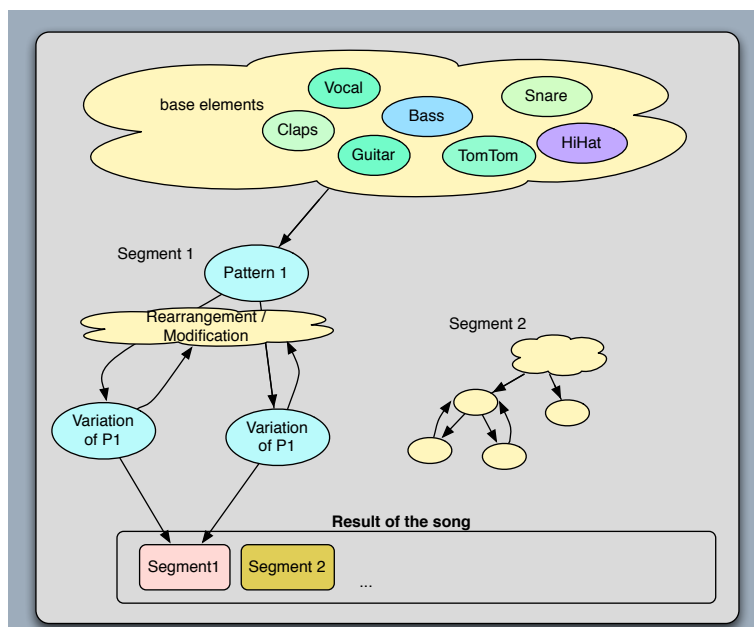 Vocal
Snare
base elements
Bass
Claps
HiHat
Guitar
TomTom
Segment 1
Pattern 1
Rearrangement /
Modification
Segment 2
Variation
of P1
Variation
of P1
Result of the song
Segment1
Segment 2
...